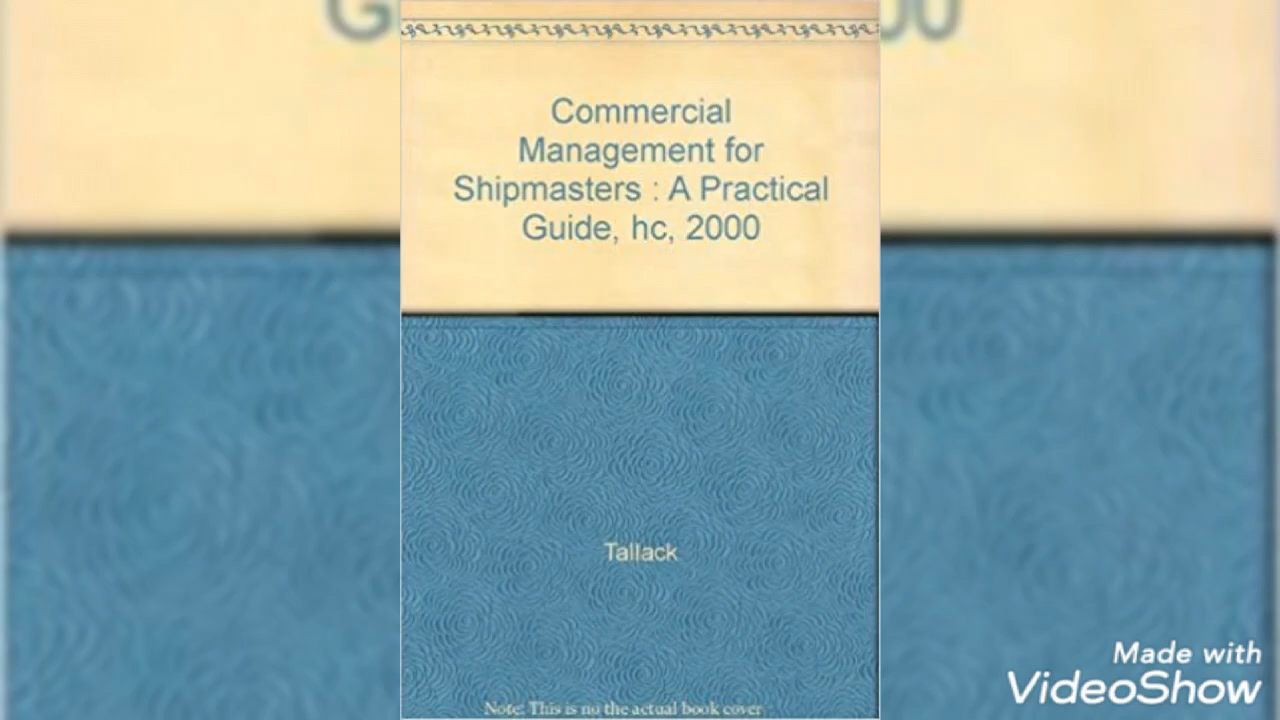 Commercial
Management for
Shipmasters : A Practical
Guide, hc, 2000
Tallack
Note: This is no the actual book cover
Made with
VideoShow